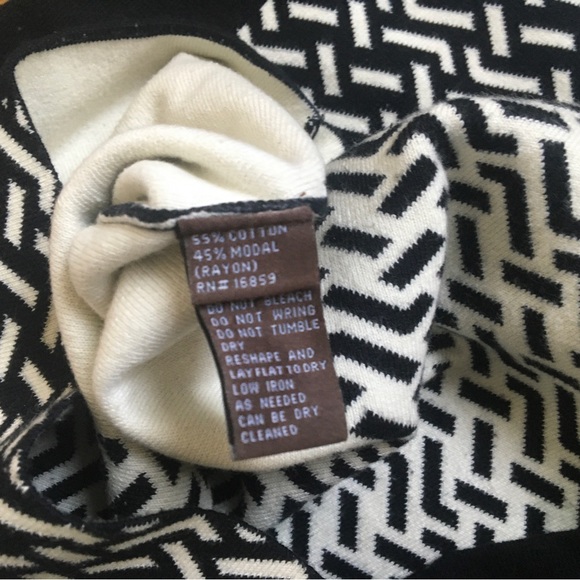 55% COTTON
45% MODAL
(RAYON)
RN# 16859
DO NOT BLEACH
DO NOT WRING
DO NOT TUMBLE
DRY
RESHAPE AND
LAY FLAT TO DRY
LOW IRON
AS NEEDED
CAN BE DRY
CLEANED